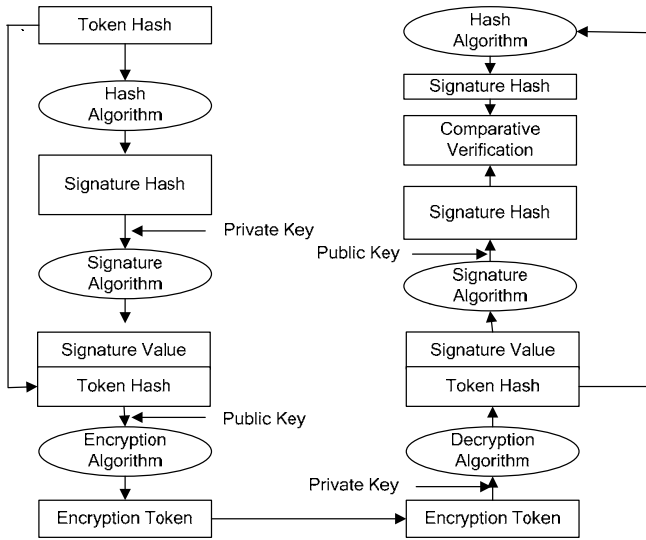 Token Hash
Hash
Algorithm
Signature Hash
Private Key
Signature
Algorithm
Signature Value
Token Hash
Public Key
Encryption
Algorithm
Encryption Token
Hash
Algorithm
Signature Hash
Comparative
Verification
Signature Hash
Public Key
Signature
Algorithm
Signature Value
Token Hash
Decryption
Algorithm
Private Key
Encryption Token